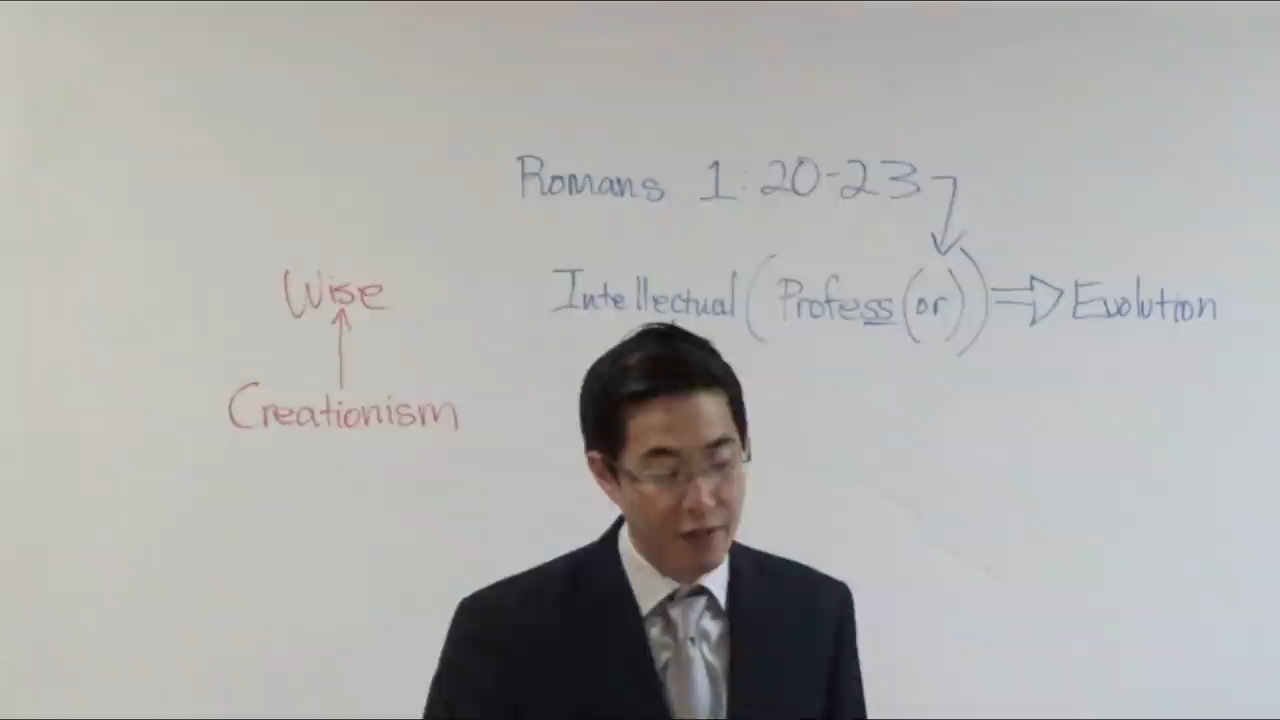 Romans 1:20-23
Wise
Intellectual (Profess(or)) ⇒ Evolution
Creationism